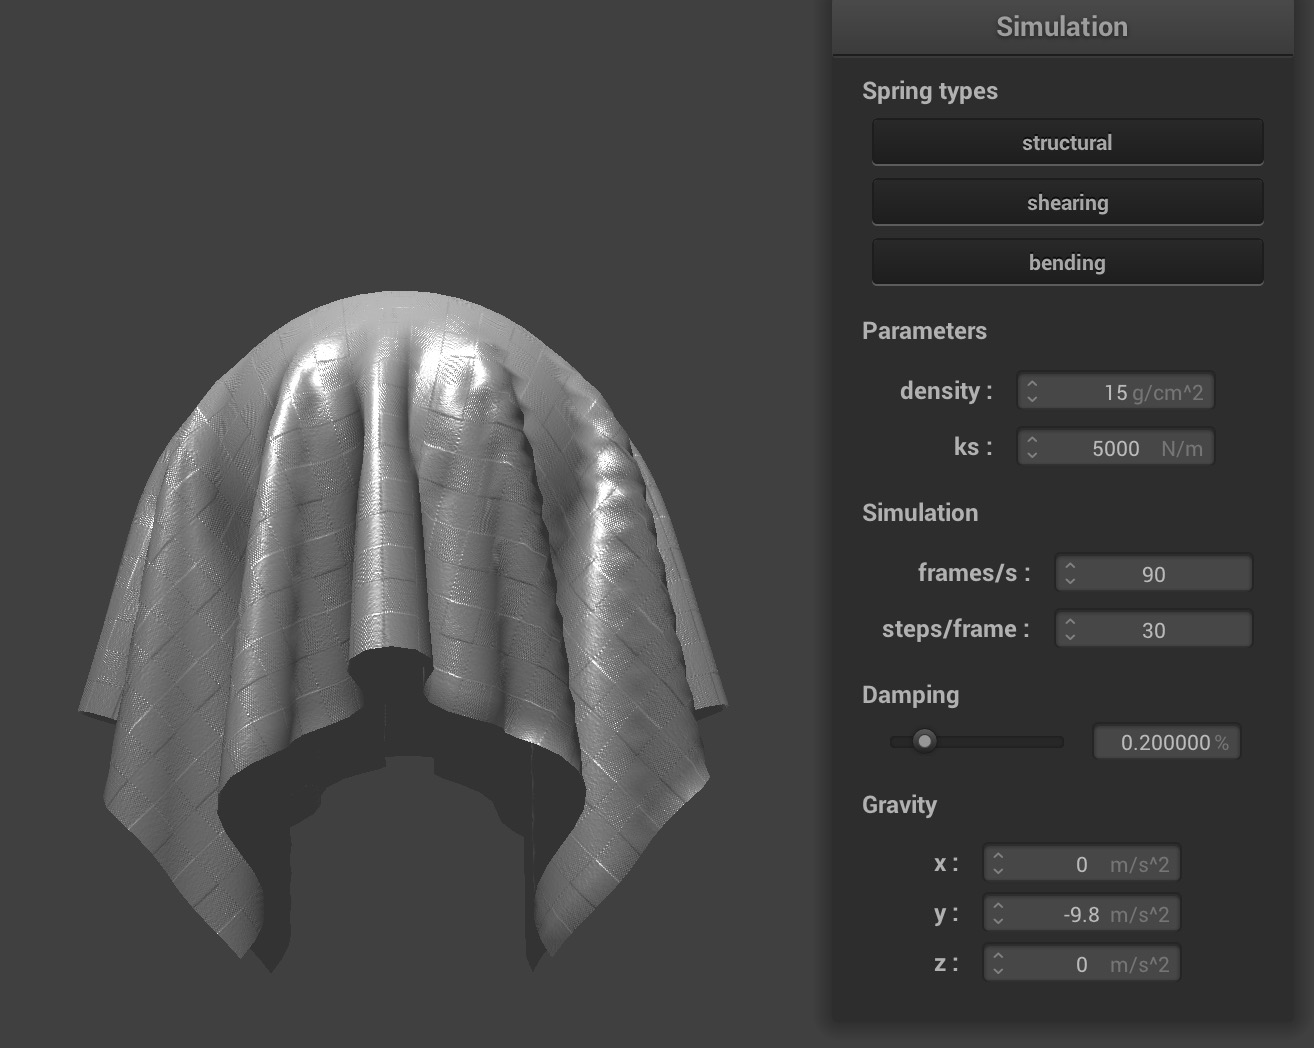 Simulation
Spring types
structural
shearing
bending
Parameters
density : 15 g/cm^2
ks : 5000 N/m
Simulation
frames/s : 90
steps/frame : 30
Damping
0.200000 %
Gravity
x : 0 m/s^2
y : -9.8 m/s^2
z : 0 m/s^2